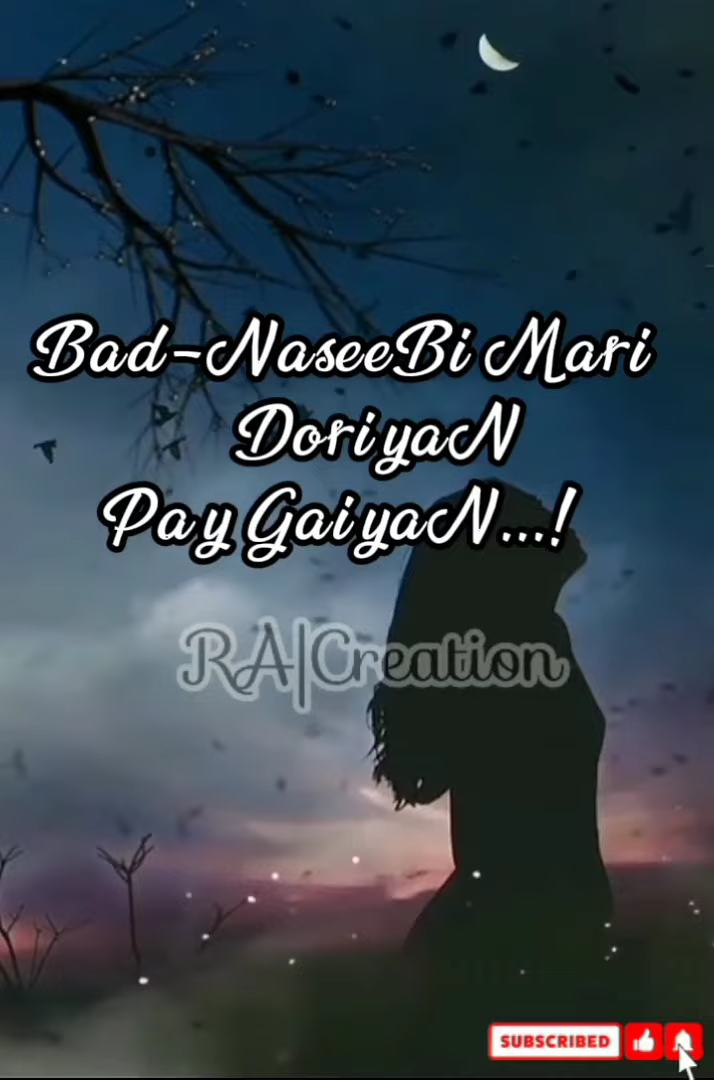 Bad-NaseeBi Mari
DoriyaN
Pay GaiyaN...!
RA|Creation
SUBSCRIBED